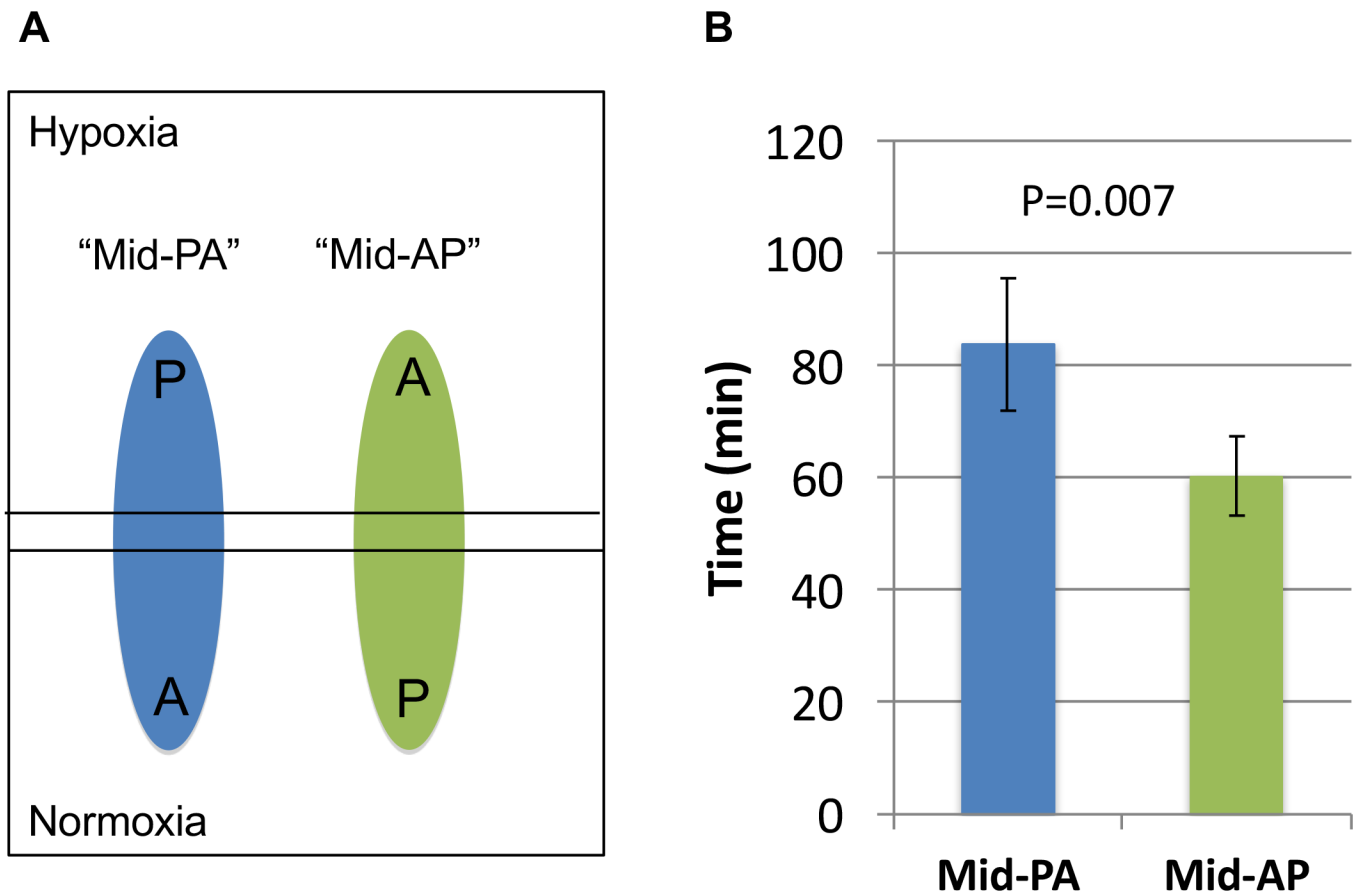 A
Hypoxia
“Mid-PA” “Mid-AP”
P A
A P
Normoxia
B
120
P=0.007
100
80
60
40
20
0
Time (min)
Mid-PA Mid-AP